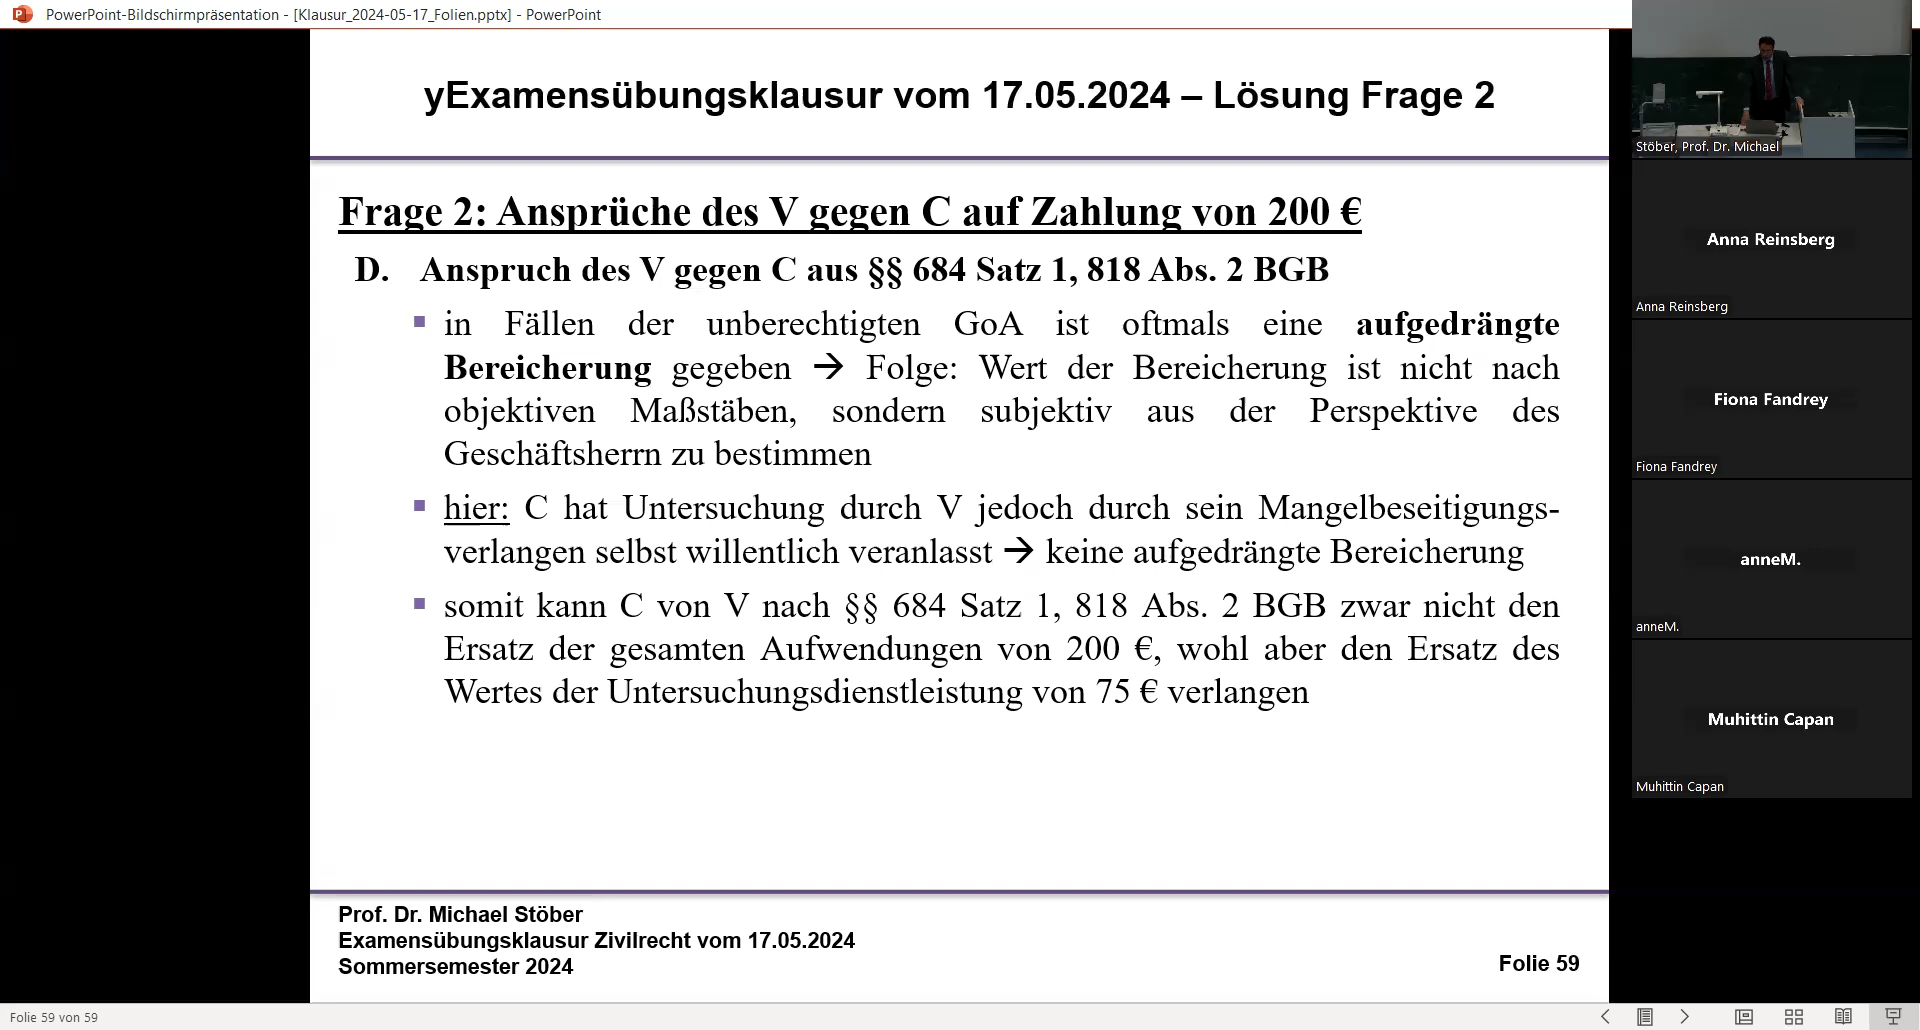 PowerPoint-Bildschirmpräsentation - [Klausur_2024-05-17_Folien.pptx] - PowerPoint
yExamensübungsklausur vom 17.05.2024 – Lösung Frage 2
Frage 2: Ansprüche des V gegen C auf Zahlung von 200 €
D. Anspruch des V gegen C aus §§ 684 Satz 1, 818 Abs. 2 BGB
▪ in Fällen der unberechtigten GoA ist oftmals eine aufgedrängte
Bereicherung gegeben → Folge: Wert der Bereicherung ist nicht nach
objektiven Maßstäben, sondern subjektiv aus der Perspektive des
Geschäftsherrn zu bestimmen
▪ hier: C hat Untersuchung durch V jedoch durch sein Mangelbeseitigungs-
verlangen selbst willentlich veranlasst → keine aufgedrängte Bereicherung
▪ somit kann C von V nach §§ 684 Satz 1, 818 Abs. 2 BGB zwar nicht den
Ersatz der gesamten Aufwendungen von 200 €, wohl aber den Ersatz des
Wertes der Untersuchungsdienstleistung von 75 € verlangen
Prof. Dr. Michael Stöber
Examensübungsklausur Zivilrecht vom 17.05.2024
Sommersemester 2024
Folie 59
Folie 59 von 59
Stöber, Prof. Dr. Michael
Anna Reinsberg
Anna Reinsberg
Fiona Fandrey
Fiona Fandrey
anneM.
anneM.
Muhittin Capan
Muhittin Capan